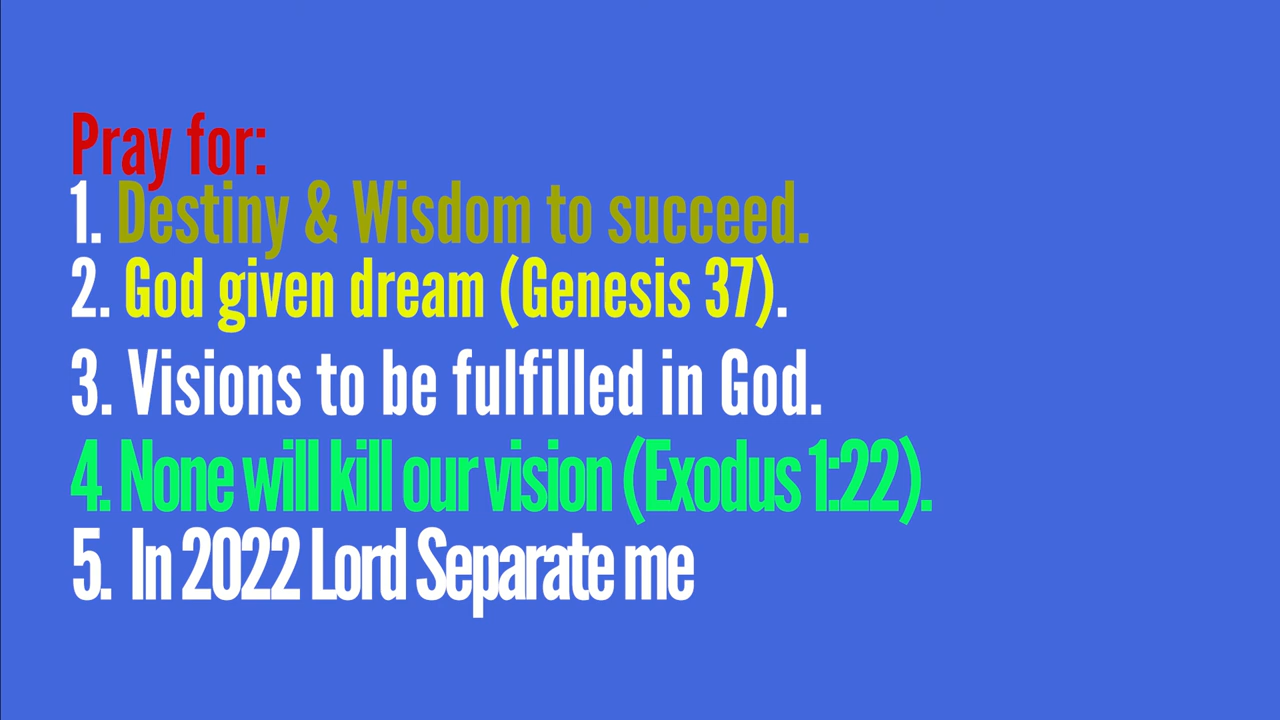 Pray for:
1. Destiny & Wisdom to succeed.
2. God given dream (Genesis 37).
3. Visions to be fulfilled in God.
4. None will kill our vision (Exodus 1:22).
5. In 2022 Lord Separate me